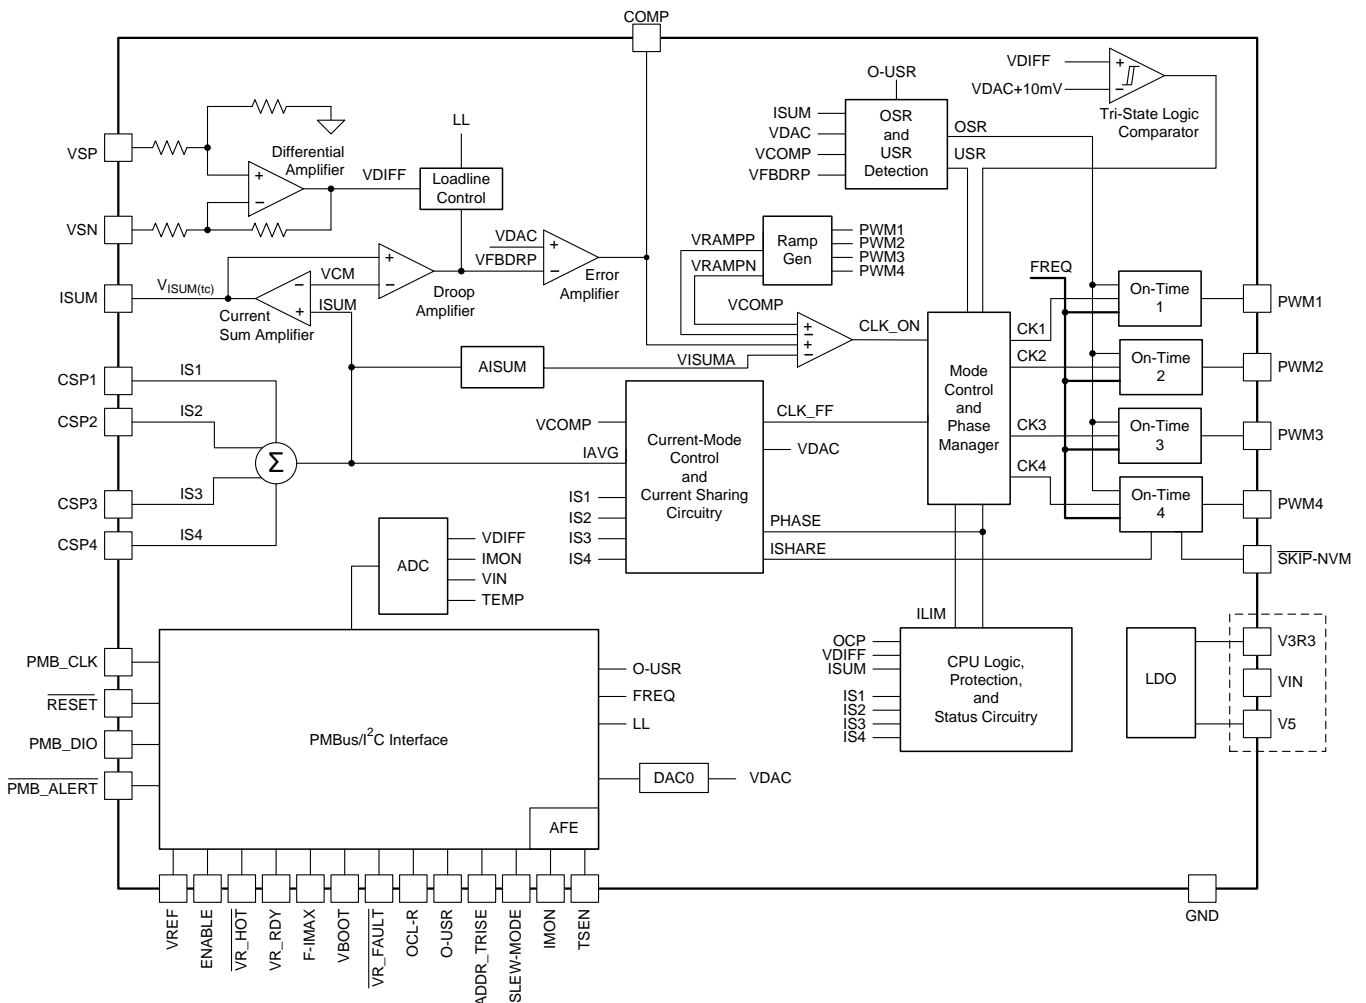 COMP
VDIFF
VDAC+10mV
+
−
Tri-State Logic
Comparator
O-USR
ISUM
VDAC
VCOMP
VFBDRP
OSR
and
USR
Detection
OSR
USR
VSP
VSN
+
−
Differential
Amplifier
VDIFF
LL
Loadline
Control
VDAC
VFBDRP
+
−
Error
Amplifier
ISUM
VISUM(tc)
VCM
ISUM
−
+
Current
Sum Amplifier
+
−
Droop
Amplifier
VRAMPP
VRAMPN
Ramp
Gen
PWM1
PWM2
PWM3
PWM4
VCOMP
+
−
+
−
CLK_ON
AISUM
VISUMA
FREQ
CK1
CK2
CK3
CK4
Mode
Control
and
Phase
Manager
On-Time
1
On-Time
2
On-Time
3
On-Time
4
PWM1
PWM2
PWM3
PWM4
SKIP-NVM
CSP1
CSP2
CSP3
CSP4
IS1
IS2
IS3
IS4
Σ
IAVG
VCOMP
IS1
IS2
IS3
IS4
Current-Mode
Control
and
Current Sharing
Circuitry
CLK_FF
VDAC
PHASE
ISHARE
ADC
VDIFF
IMON
VIN
TEMP
ILIM
OCP
VDIFF
ISUM
IS1
IS2
IS3
IS4
CPU Logic,
Protection,
and
Status Circuitry
LDO
V3R3
VIN
V5
PMB_CLK
RESET
PMB_DIO
PMB_ALERT
PMBus/I2C Interface
O-USR
FREQ
LL
DAC0
VDAC
AFE
VREF
ENABLE
VR_HOT
VR_RDY
F-IMAX
VBOOT
VR_FAULT
OCL-R
O-USR
ADDR_TRISE
SLEW-MODE
IMON
TSEN
GND